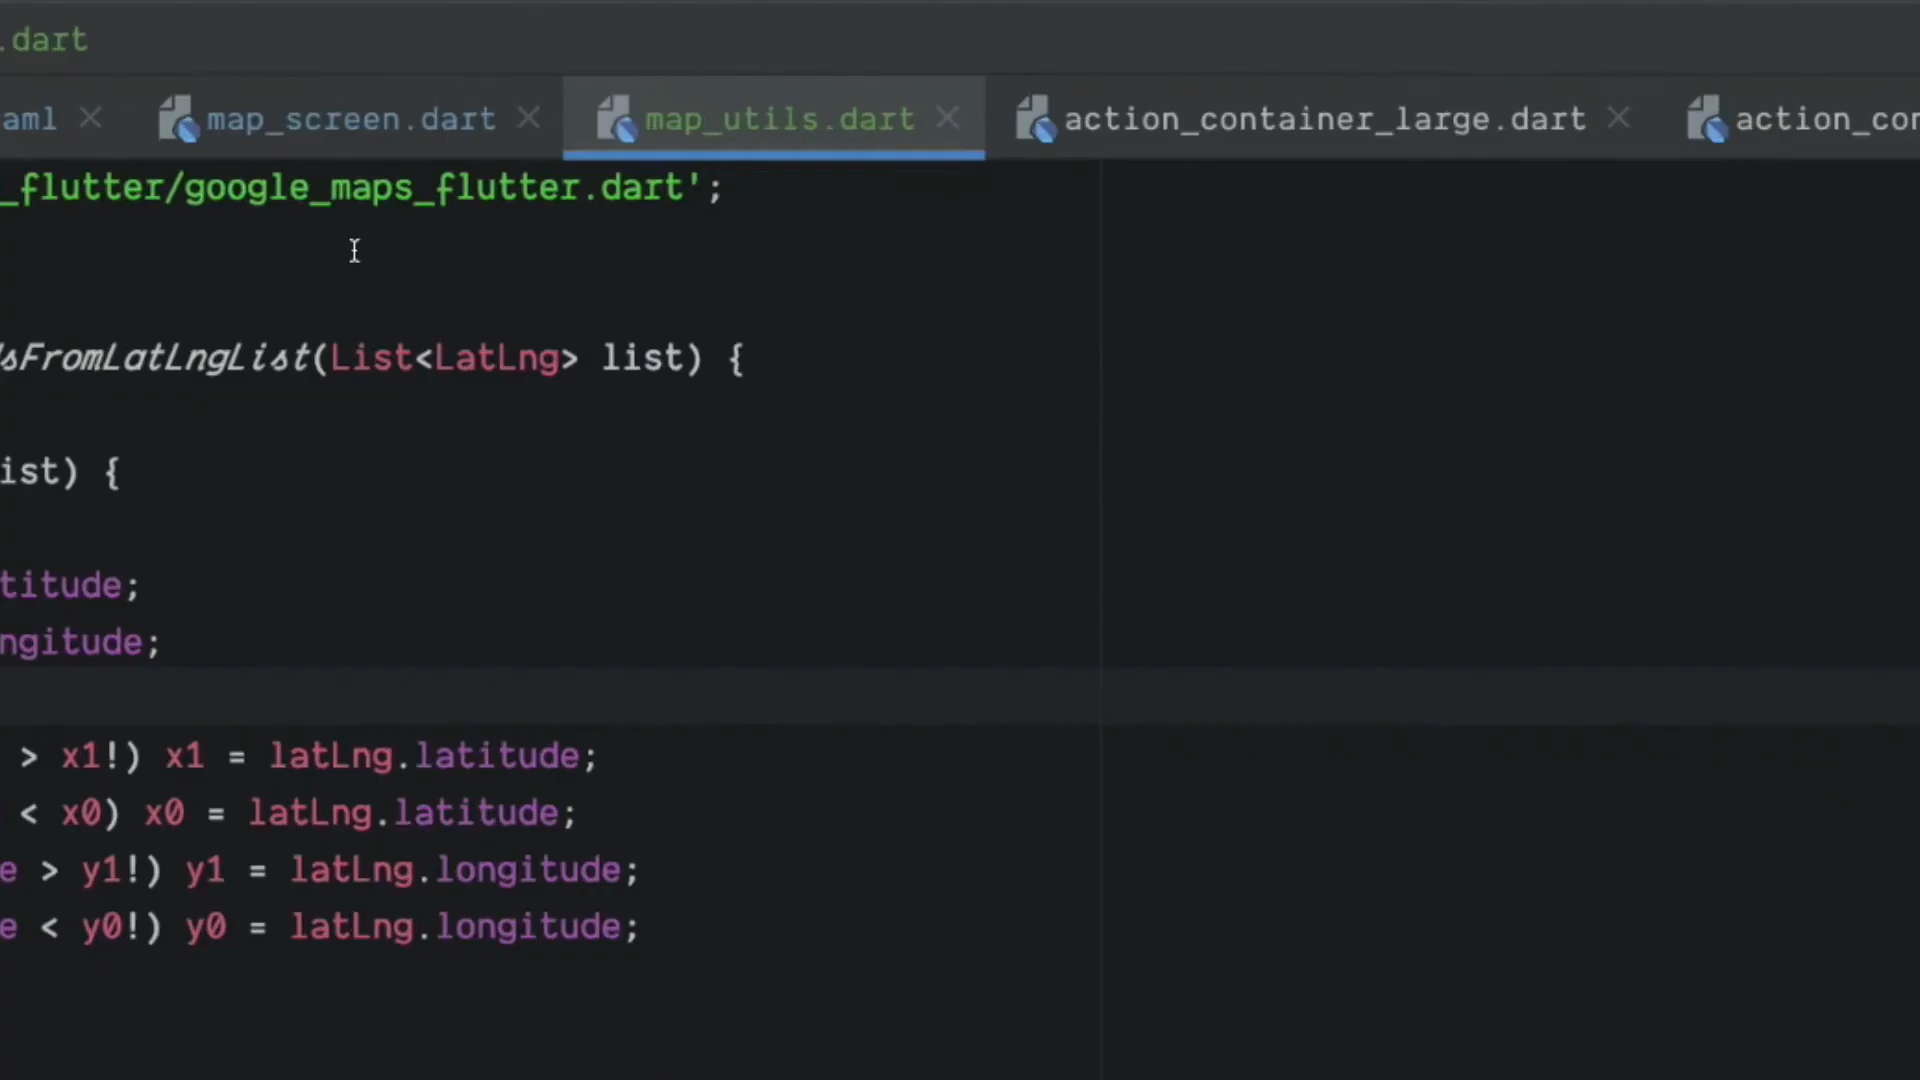 .dart
aml map_screen.dart map_utils.dart action_container_large.dart action_con
_flutter/google_maps_flutter.dart';
sFromLatLngList(List<LatLng> list) {
ist) {
titude;
ngitude;
> x1!) x1 = latLng.latitude;
< x0) x0 = latLng.latitude;
e > y1!) y1 = latLng.longitude;
e < y0!) y0 = latLng.longitude;